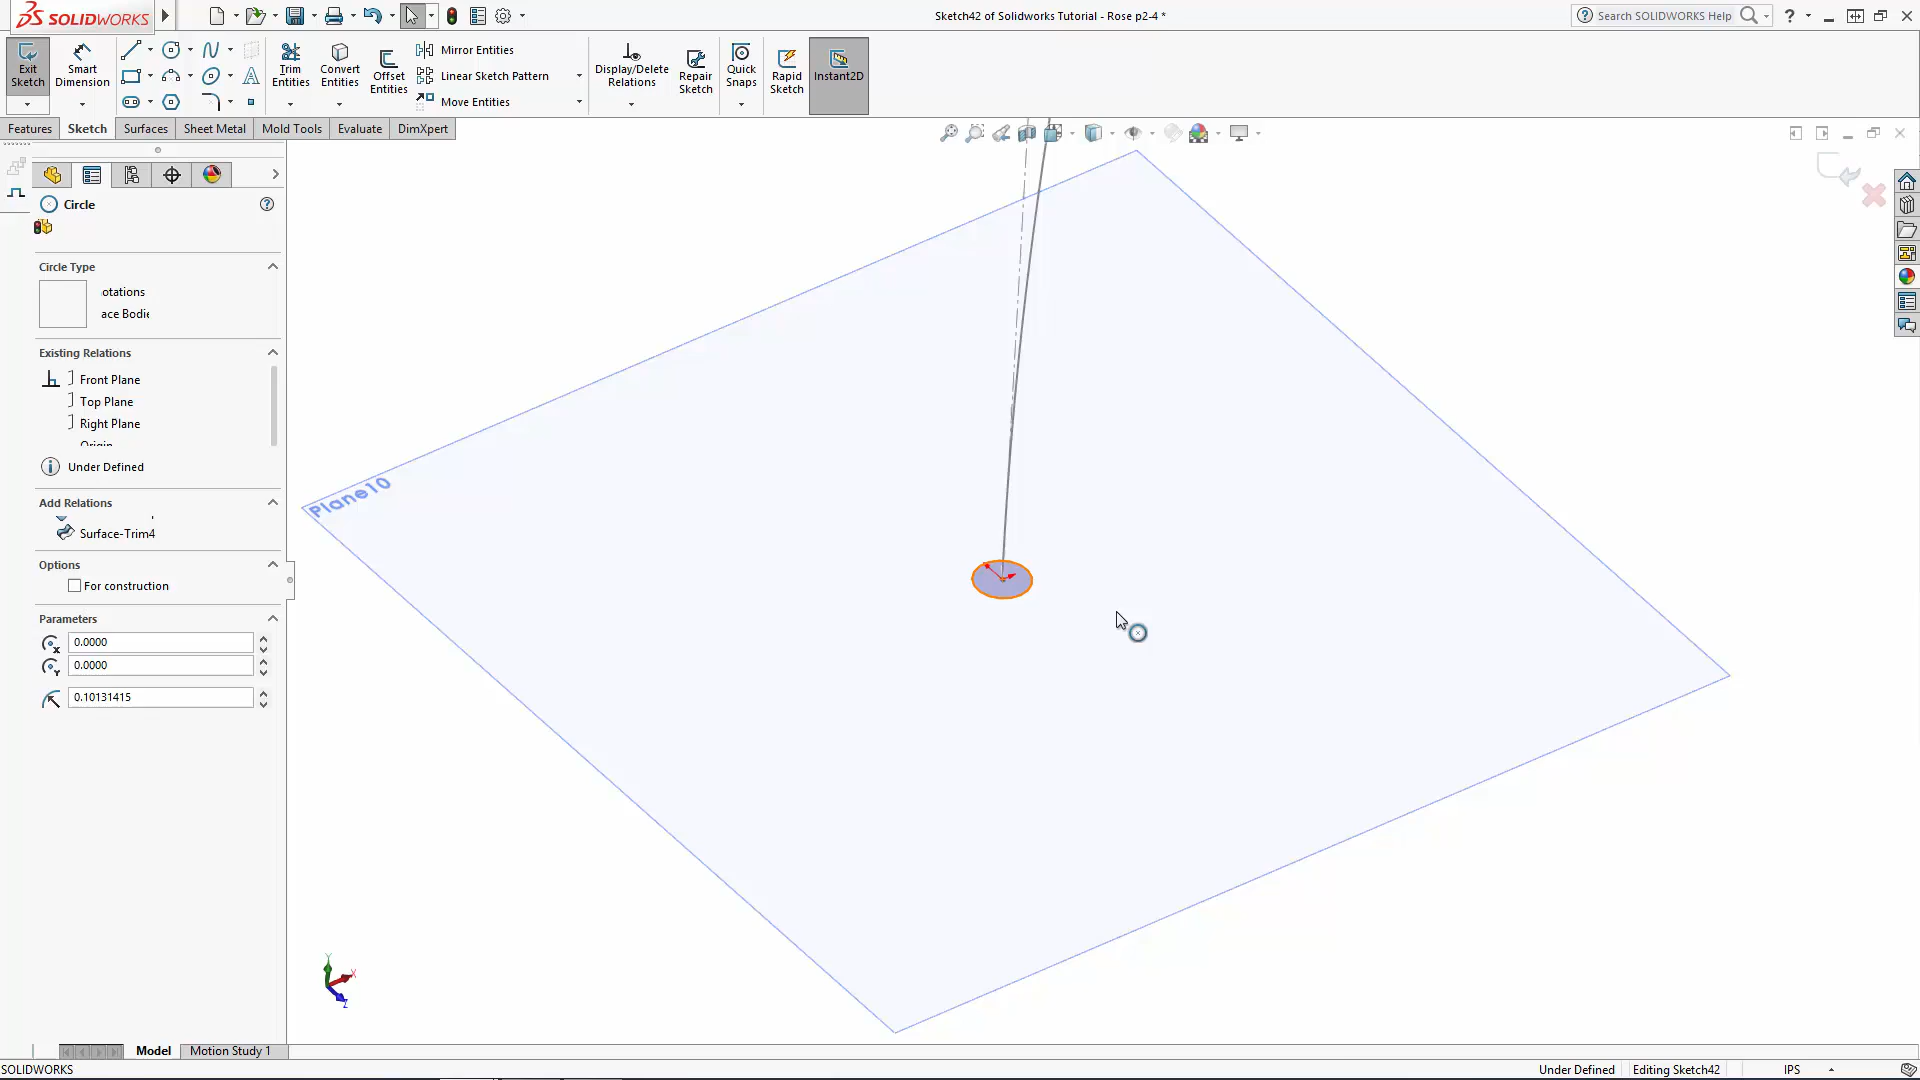 SOLIDWORKS
Sketch42 of Solidworks Tutorial - Rose p2-4 *
Search SOLIDWORKS Help
Exit Sketch
Smart Dimension
Trim Entities
Convert Entities
Offset Entities
Mirror Entities
Linear Sketch Pattern
Move Entities
Display/Delete Relations
Repair Sketch
Quick Snaps
Rapid Sketch
Instant2D
Features
Sketch
Surfaces
Sheet Metal
Mold Tools
Evaluate
DimXpert
Circle
Circle Type
otations
ace Bodie
Existing Relations
Front Plane
Top Plane
Right Plane
Origin
Under Defined
Add Relations
Surface-Trim4
Options
For construction
Parameters
0.0000
0.0000
0.10131415
Plane10
Y
X
Z
Model
Motion Study 1
SOLIDWORKS
Under Defined
Editing Sketch42
IPS